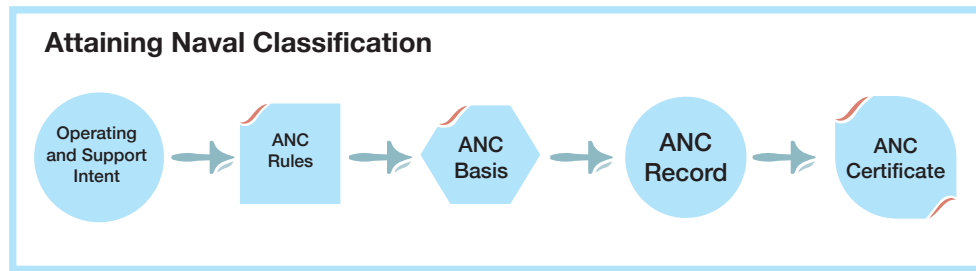 Attaining Naval Classification
Operating
and Support
Intent
ANC
Rules
ANC
Basis
ANC
Record
ANC
Certificate